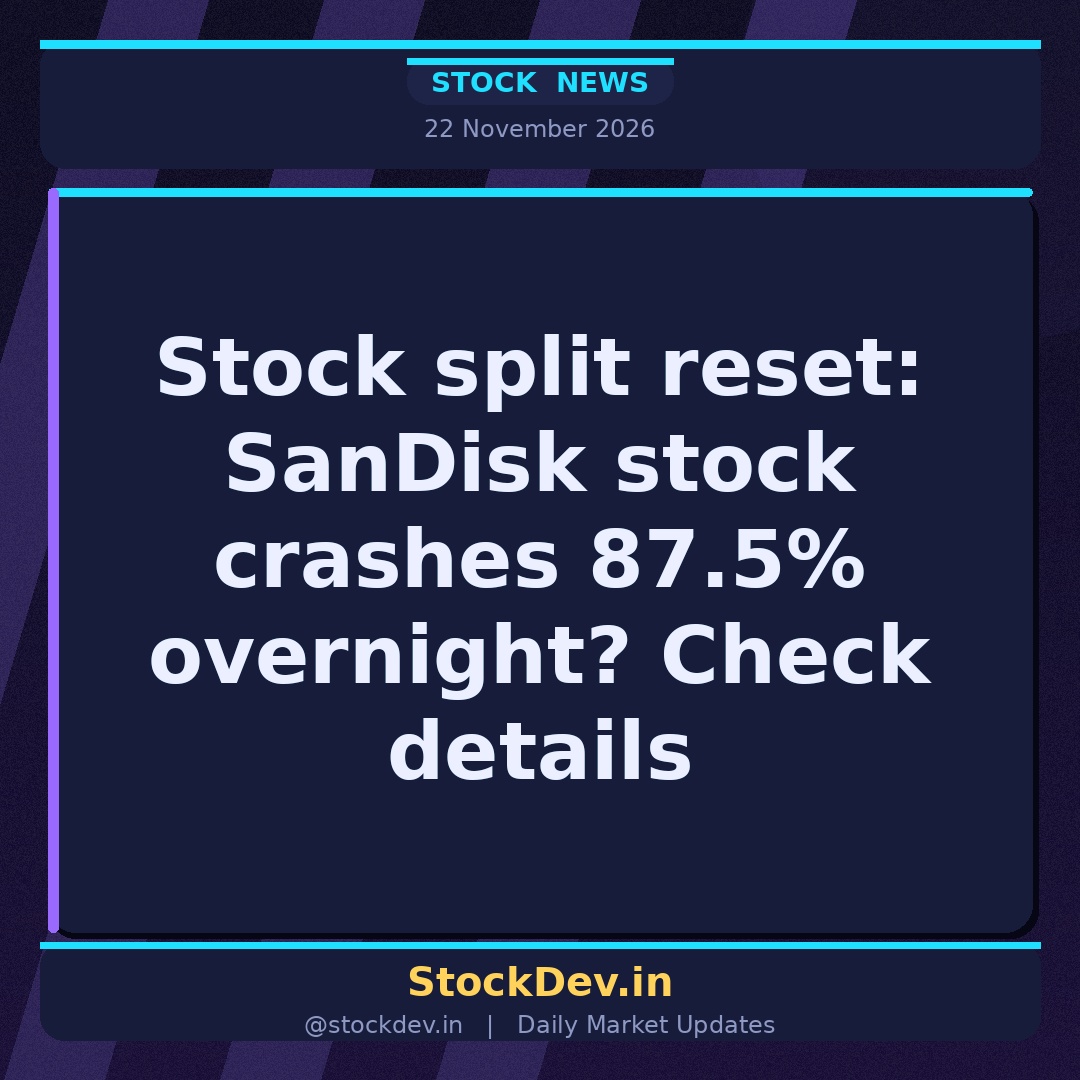 STOCK NEWS
22 November 2026
Stock split reset:
SanDisk stock
crashes 87.5%
overnight? Check
details
StockDev.in
@stockdev.in | Daily Market Updates